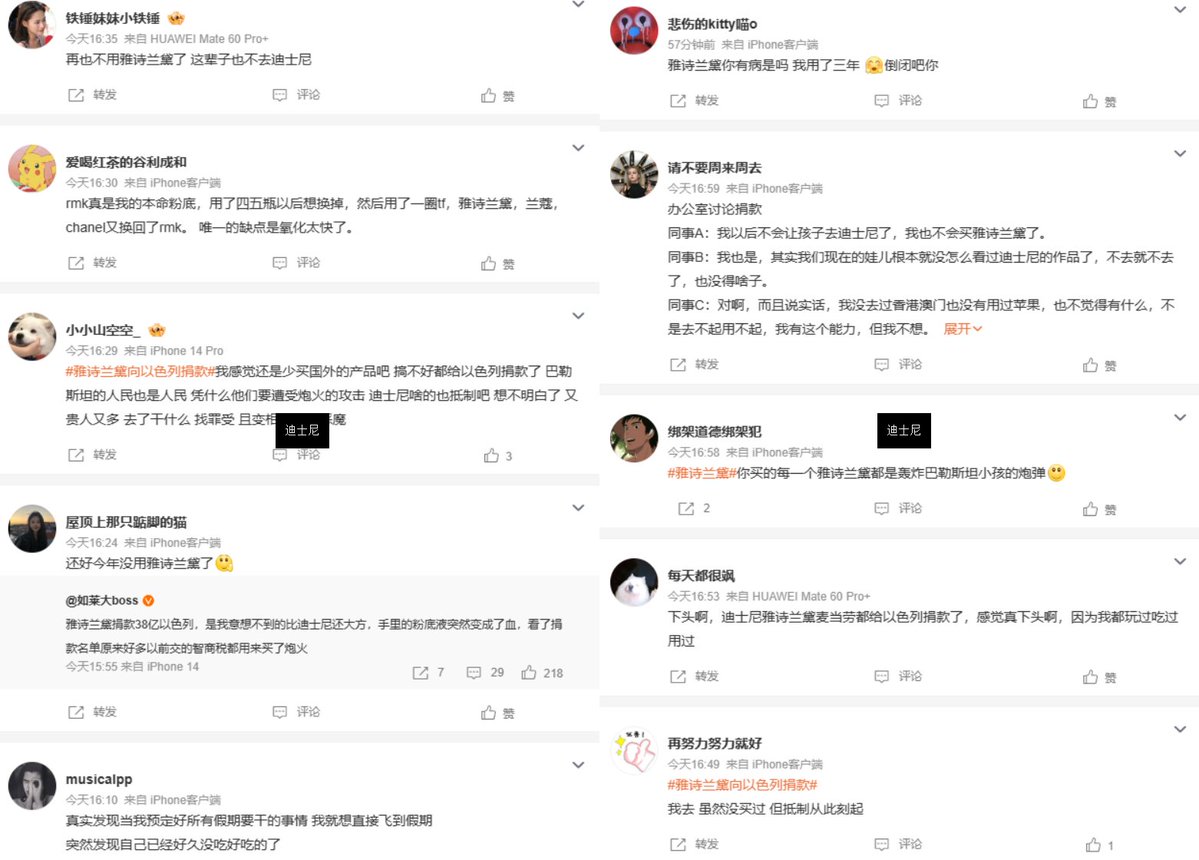 铁锤妹妹小铁锤
今天16:35 来自 HUAWEI Mate 60 Pro+
再也不用雅诗兰黛了 这辈子也不去迪士尼
转发 评论 赞
爱喝红茶的谷利成和
今天16:30 来自 iPhone客户端
rmk真是我的本命粉底，用了四五瓶以后想换掉，然后用了一圈tf，雅诗兰黛，兰蔻，
chanel又换回了rmk。 唯一的缺点是氧化太快了。
转发 评论 赞
小小山空空_
今天16:29 来自 iPhone 14 Pro
#雅诗兰黛向以色列捐款#我感觉还是少买国外的产品吧 搞不好都给以色列捐款了 巴勒
斯坦的人民也是人民 凭什么他们要遭受炮火的攻击 迪士尼啥的也抵制吧 想不明白了 又
贵人又多 去了干什么 找罪受 且变相 魔
迪士尼
转发 评论 3
屋顶上那只踮脚的猫
今天16:24 来自 iPhone客户端
还好今年没用雅诗兰黛了
@如莱大boss
雅诗兰黛捐款38亿以色列，是我意想不到的比迪士尼还大方，手里的粉底液突然变成了血，看了捐
款名单原来好多以前交的智商税都用来买了炮火
今天15:55 来自 iPhone 14
7 29 218
转发 评论 赞
musicalpp
今天16:10 来自 iPhone客户端
真实发现当我预定好所有假期要干的事情 我就想直接飞到假期
突然发现自己已经好久没吃好吃的了
悲伤的kitty喵o
57分钟前 来自 iPhone客户端
雅诗兰黛你有病是吗 我用了三年 倒闭吧你
转发 评论 赞
请不要周来周去
今天16:59 来自 iPhone客户端
办公室讨论捐款
同事A：我以后不会让孩子去迪士尼了，我也不会买雅诗兰黛了。
同事B：我也是，其实我们现在的娃儿根本就没怎么看过迪士尼的作品了，不去就不去
了，也没得啥子。
同事C：对啊，而且说实话，我没去过香港澳门也没有用过苹果，也不觉得有什么，不
是去不起用不起，我有这个能力，但我不想。 展开
转发 评论 赞
绑架道德绑架犯
迪士尼
今天16:58 来自 iPhone客户端
#雅诗兰黛#你买的每一个雅诗兰黛都是轰炸巴勒斯坦小孩的炮弹
2 评论 赞
每天都很飒
今天16:53 来自 HUAWEI Mate 60 Pro+
下头啊，迪士尼雅诗兰黛麦当劳都给以色列捐款了，感觉真下头啊，因为我都玩过吃过
用过
转发 评论 赞
再努力努力就好
今天16:49 来自 iPhone客户端
#雅诗兰黛向以色列捐款#
我去 虽然没买过 但抵制从此刻起
转发 评论 1